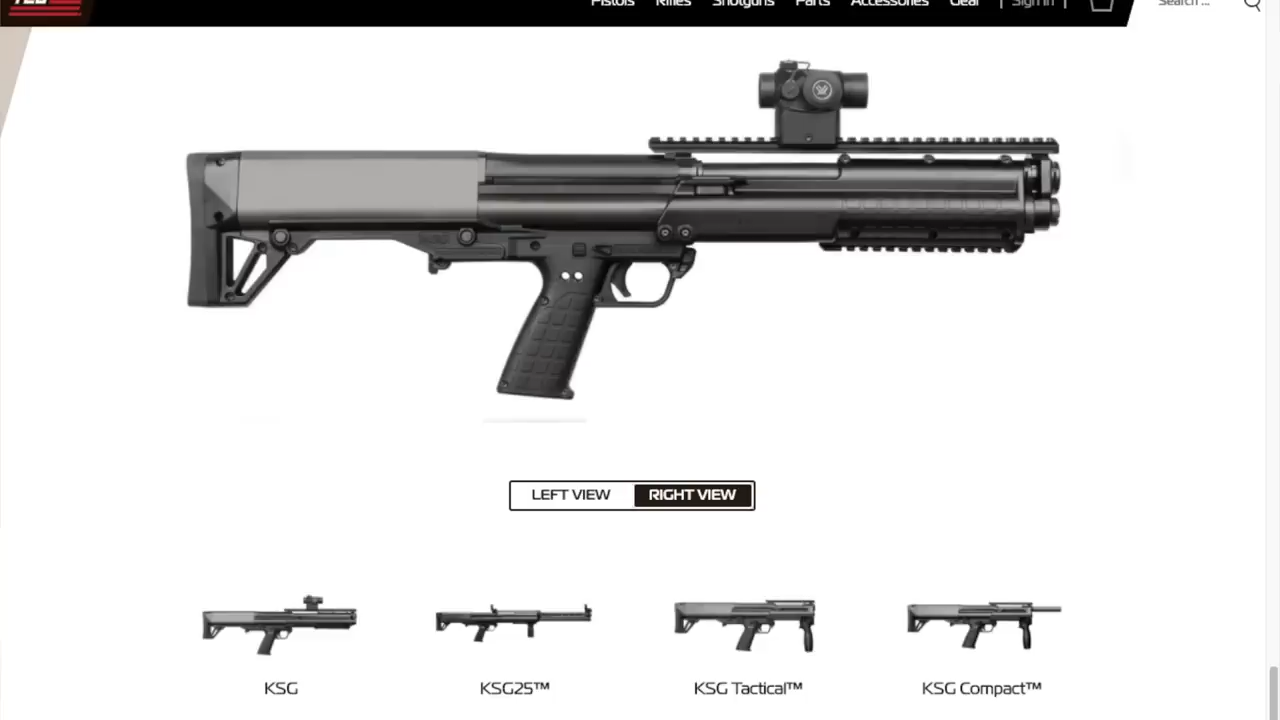 Pistols Rifles Shotguns Parts Accessories Gear | Sign In | Search ...
LEFT VIEW RIGHT VIEW
KSG KSG25™ KSG Tactical™ KSG Compact™